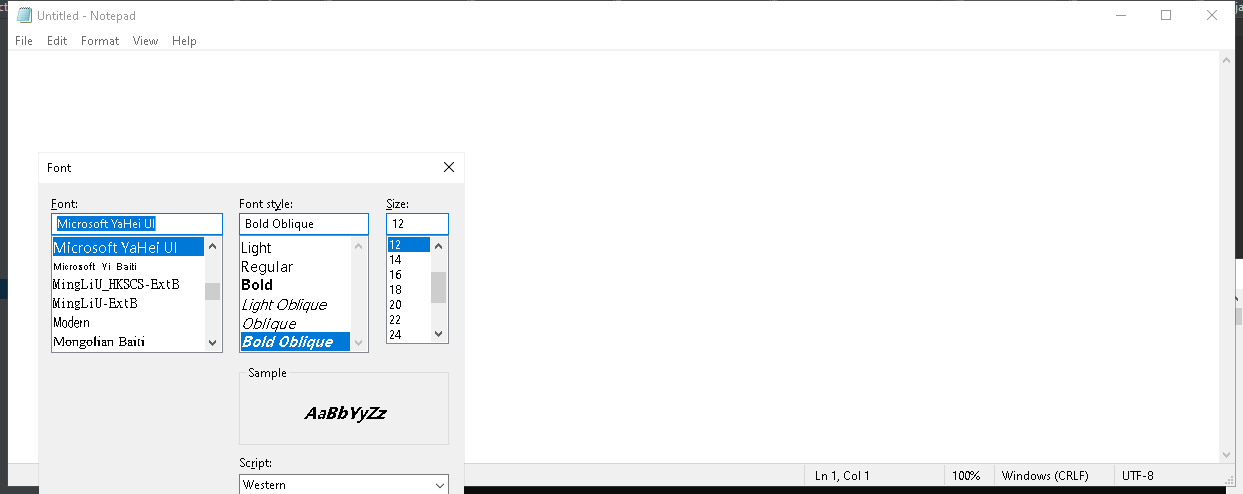 Untitled - Notepad
File Edit Format View Help
Font
Font: Font style: Size:
Microsoft YaHei UI Bold Oblique 12
Microsoft YaHei UI
Microsoft Yi Baiti
MingLiU_HKSCS-ExtB
MingLiU-ExtB
Modern
Mongolian Baiti
Light
Regular
Bold
Light Oblique
Oblique
Bold Oblique
12
14
16
18
20
22
24
Sample
AaBbYyZz
Script:
Western
Ln 1, Col 1 100% Windows (CRLF) UTF-8